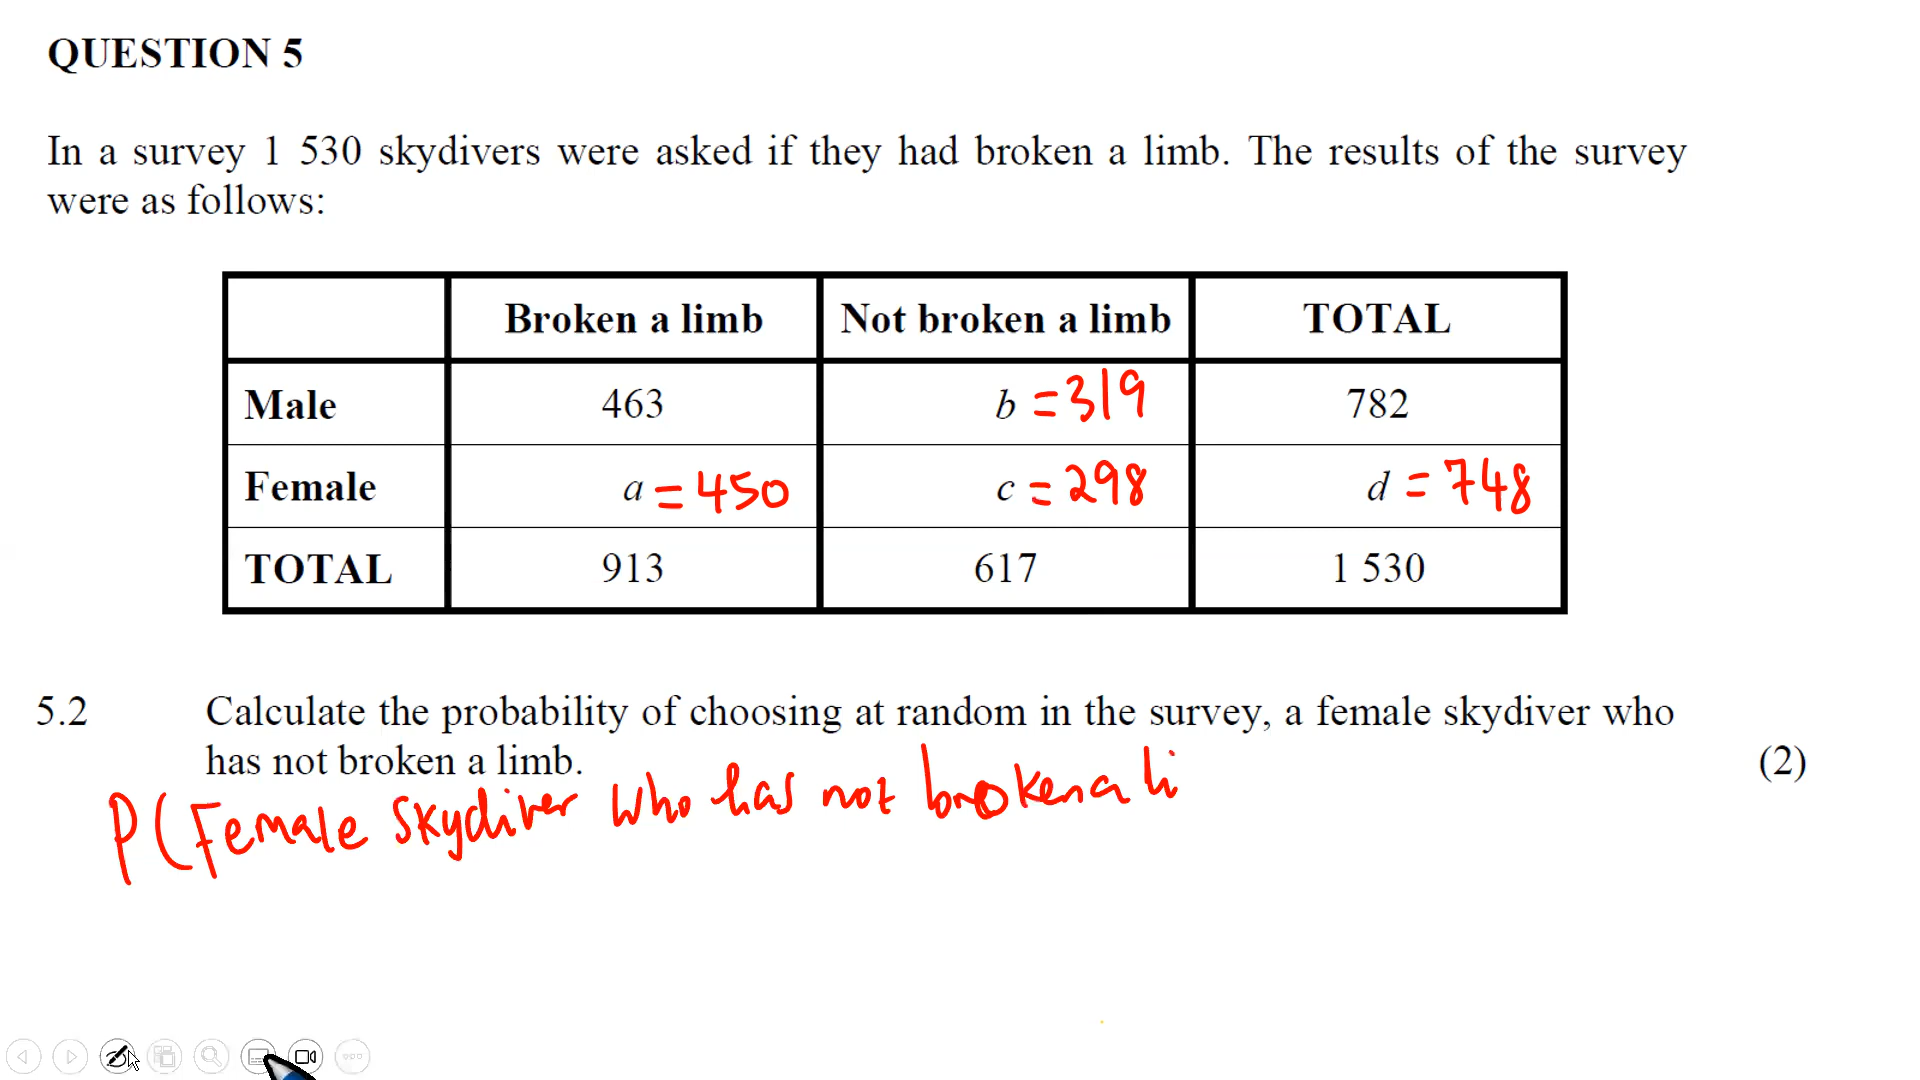 QUESTION 5
In a survey 1 530 skydivers were asked if they had broken a limb. The results of the survey
were as follows:
Broken a limb Not broken a limb TOTAL
Male 463 b = 319 782
Female a = 450 c = 298 d = 748
TOTAL 913 617 1 530
5.2 Calculate the probability of choosing at random in the survey, a female skydiver who
has not broken a limb. (2)
P(Female skydiver who has not broken a li